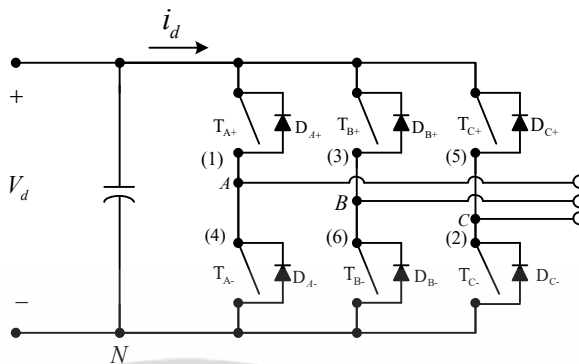 i_d
+
T_A+ D_A+ T_B+ D_B+ T_C+ D_C+
(1) (3) (5)
A
V_d
B
C
(4) (6) (2)
T_A- D_A- T_B- D_B- T_C- D_C-
−
N